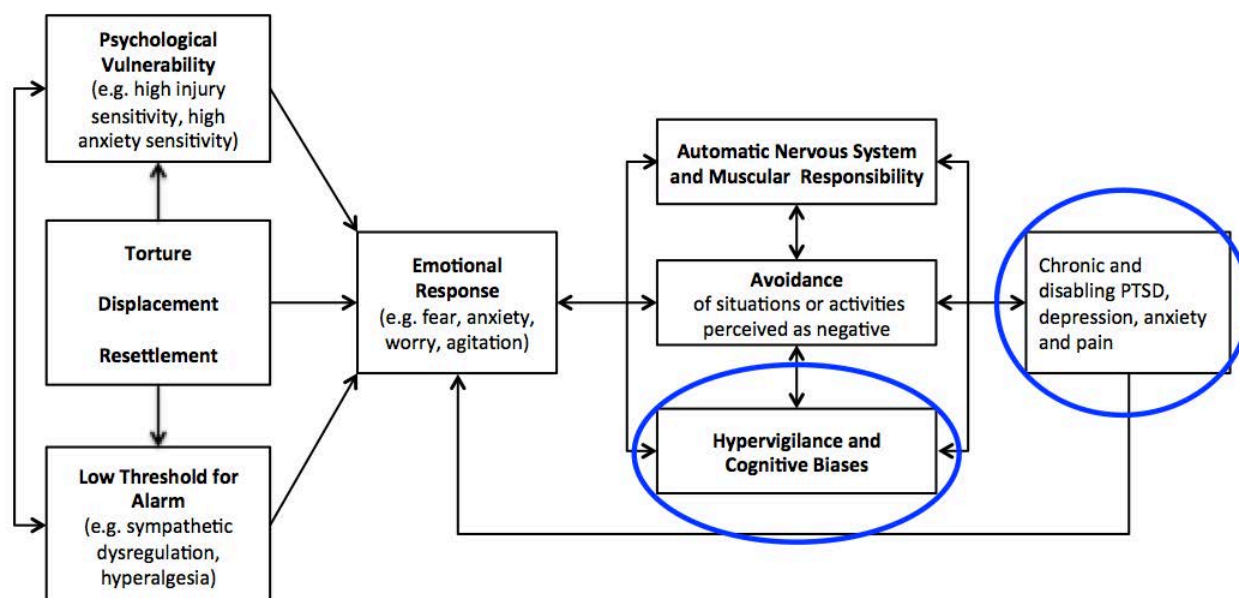 Psychological
Vulnerability
(e.g. high injury
sensitivity, high
anxiety sensitivity)
Torture
Displacement
Resettlement
Low Threshold for
Alarm
(e.g. sympathetic
dysregulation,
hyperalgesia)
Emotional
Response
(e.g. fear, anxiety,
worry, agitation)
Automatic Nervous System
and Muscular Responsibility
Avoidance
of situations or activities
perceived as negative
Hypervigilance and
Cognitive Biases
Chronic and
disabling PTSD,
depression, anxiety
and pain